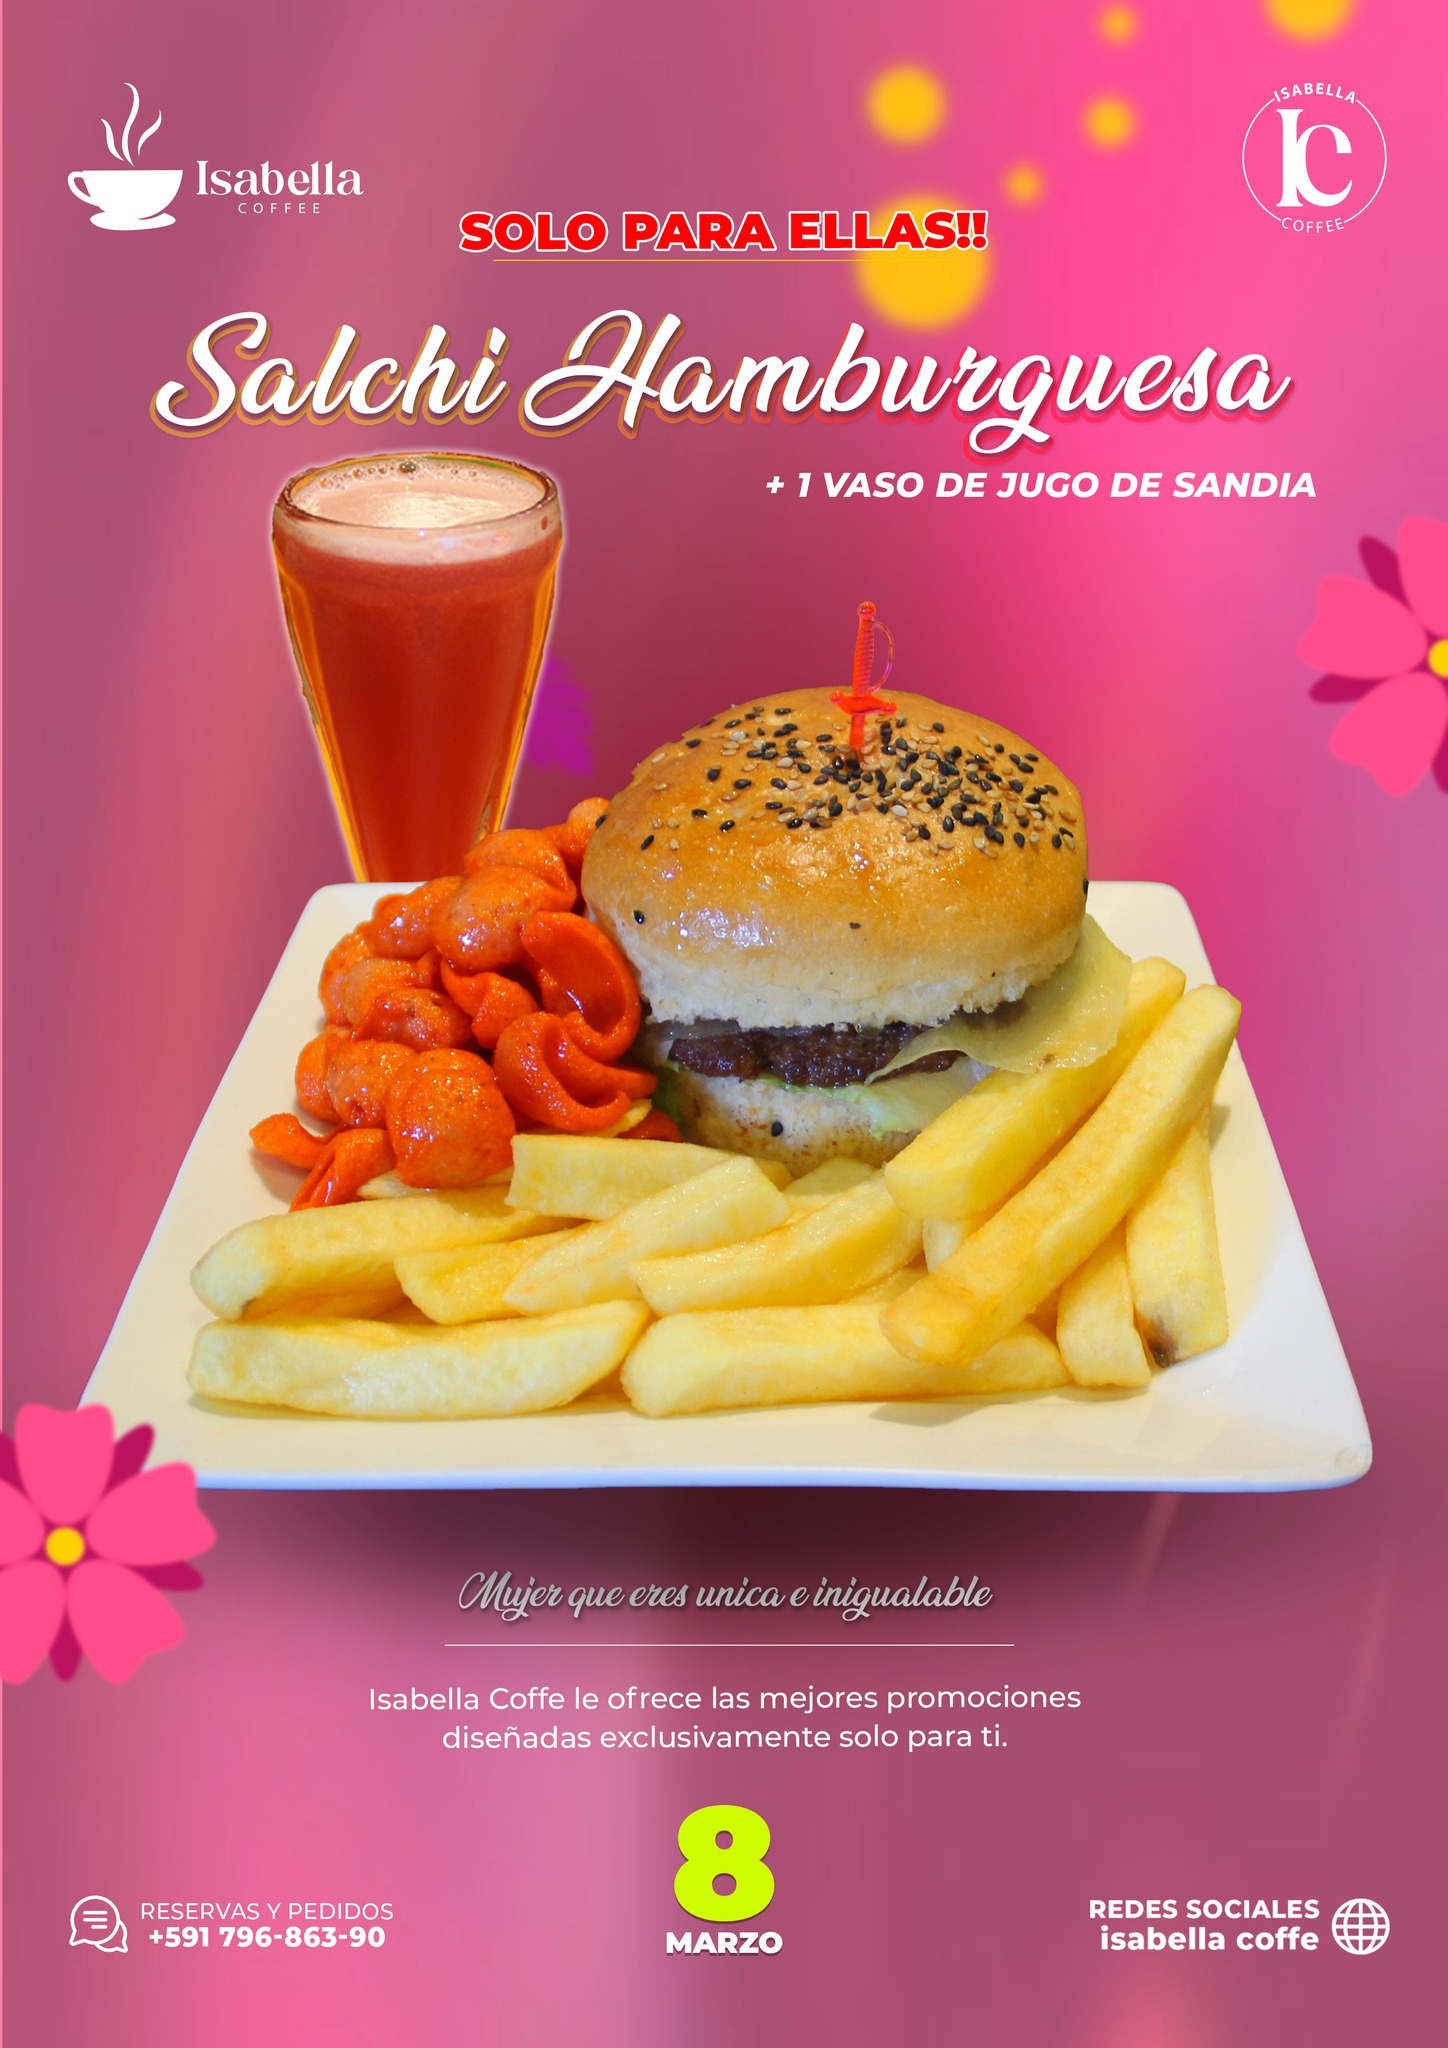 Isabella
COFFEE
ISABELLA
IC
COFFEE
SOLO PARA ELLAS!!
Salchi Hamburguesa
+ 1 VASO DE JUGO DE SANDIA
Mujer que eres unica e inigualable
Isabella Coffe le ofrece las mejores promociones
diseñadas exclusivamente solo para ti.
8
MARZO
RESERVAS Y PEDIDOS
+591 796-863-90
REDES SOCIALES
isabella coffe